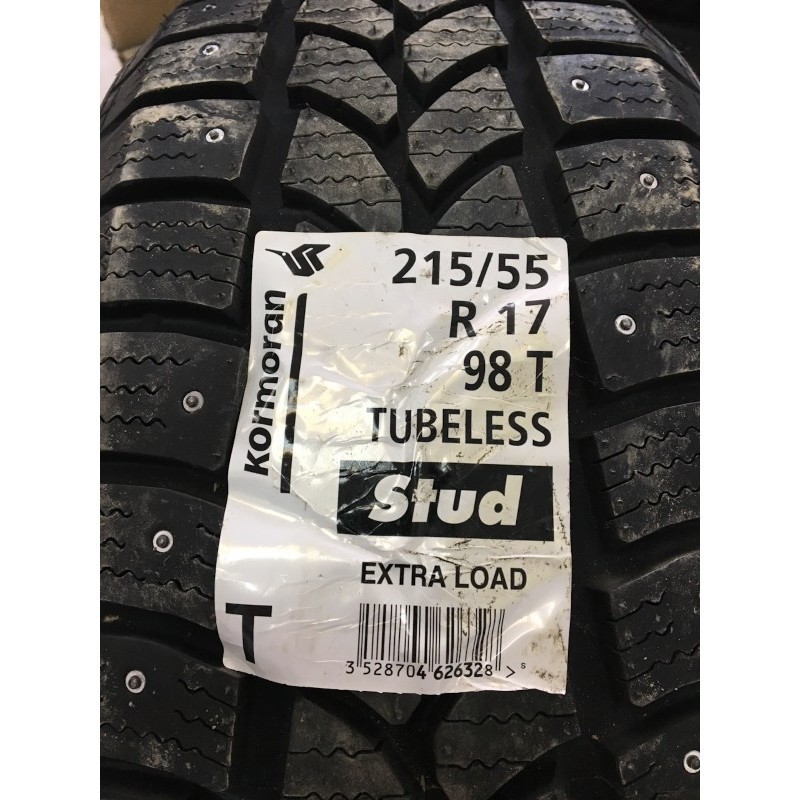 kormoran
215/55
R 17
98 T
TUBELESS
Stud
EXTRA LOAD
T
3 528704 626328 >
S